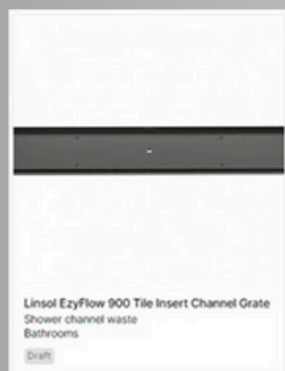 Linsol EzyFlow 900 Tile Insert Channel Grate
Shower channel waste
Bathrooms
Draft